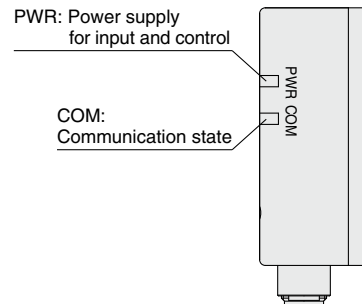 PWR: Power supply
for input and control
COM:
Communication state
PWR COM